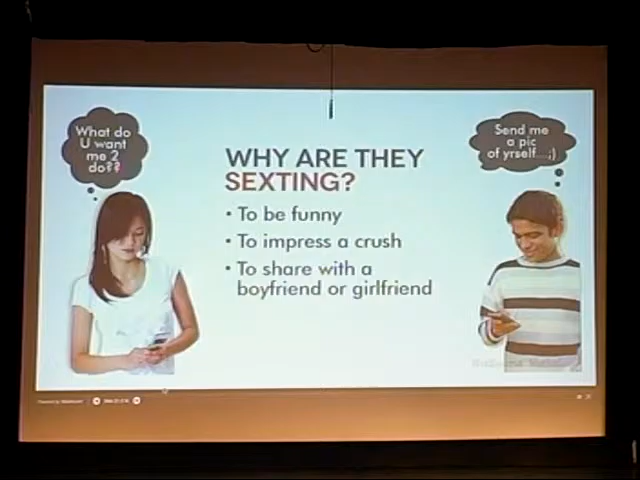 What do
U want
me 2
do??
Send me
a pic
of yrself...;)
WHY ARE THEY
SEXTING?
• To be funny
• To impress a crush
• To share with a
boyfriend or girlfriend